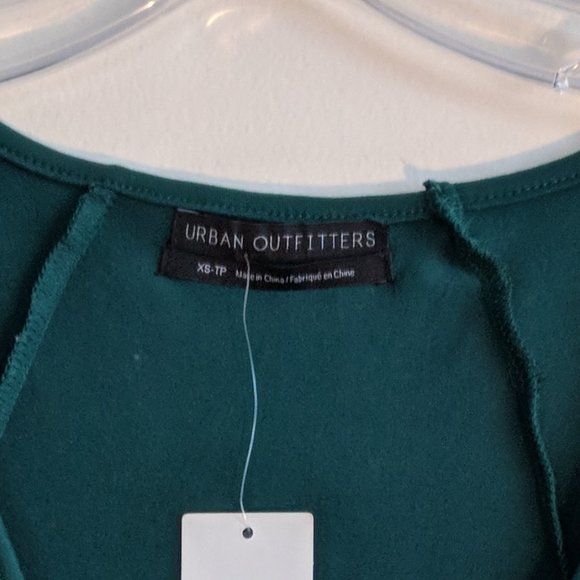 URBAN OUTFITTERS
XS-TP Made in China / Fabriqué en Chine